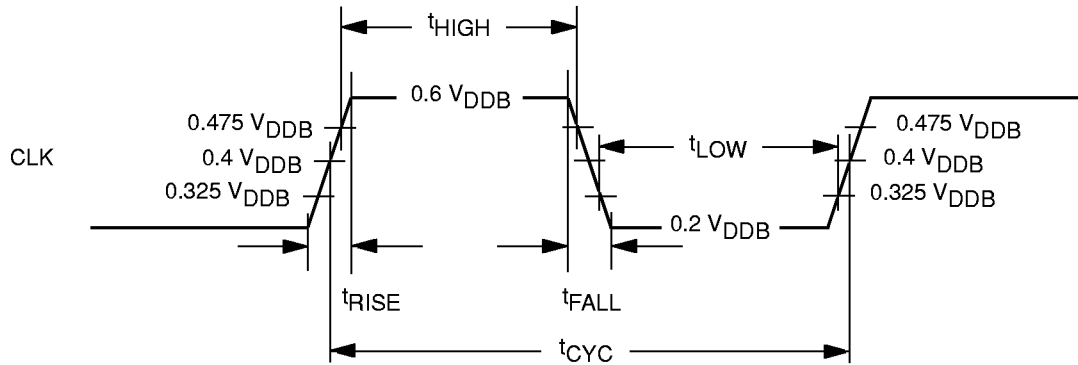 tHIGH
0.6 VDDB
0.475 VDDB
0.475 VDDB
CLK
0.4 VDDB
tLOW
0.4 VDDB
0.325 VDDB
0.325 VDDB
0.2 VDDB
tRISE
tFALL
tCYC